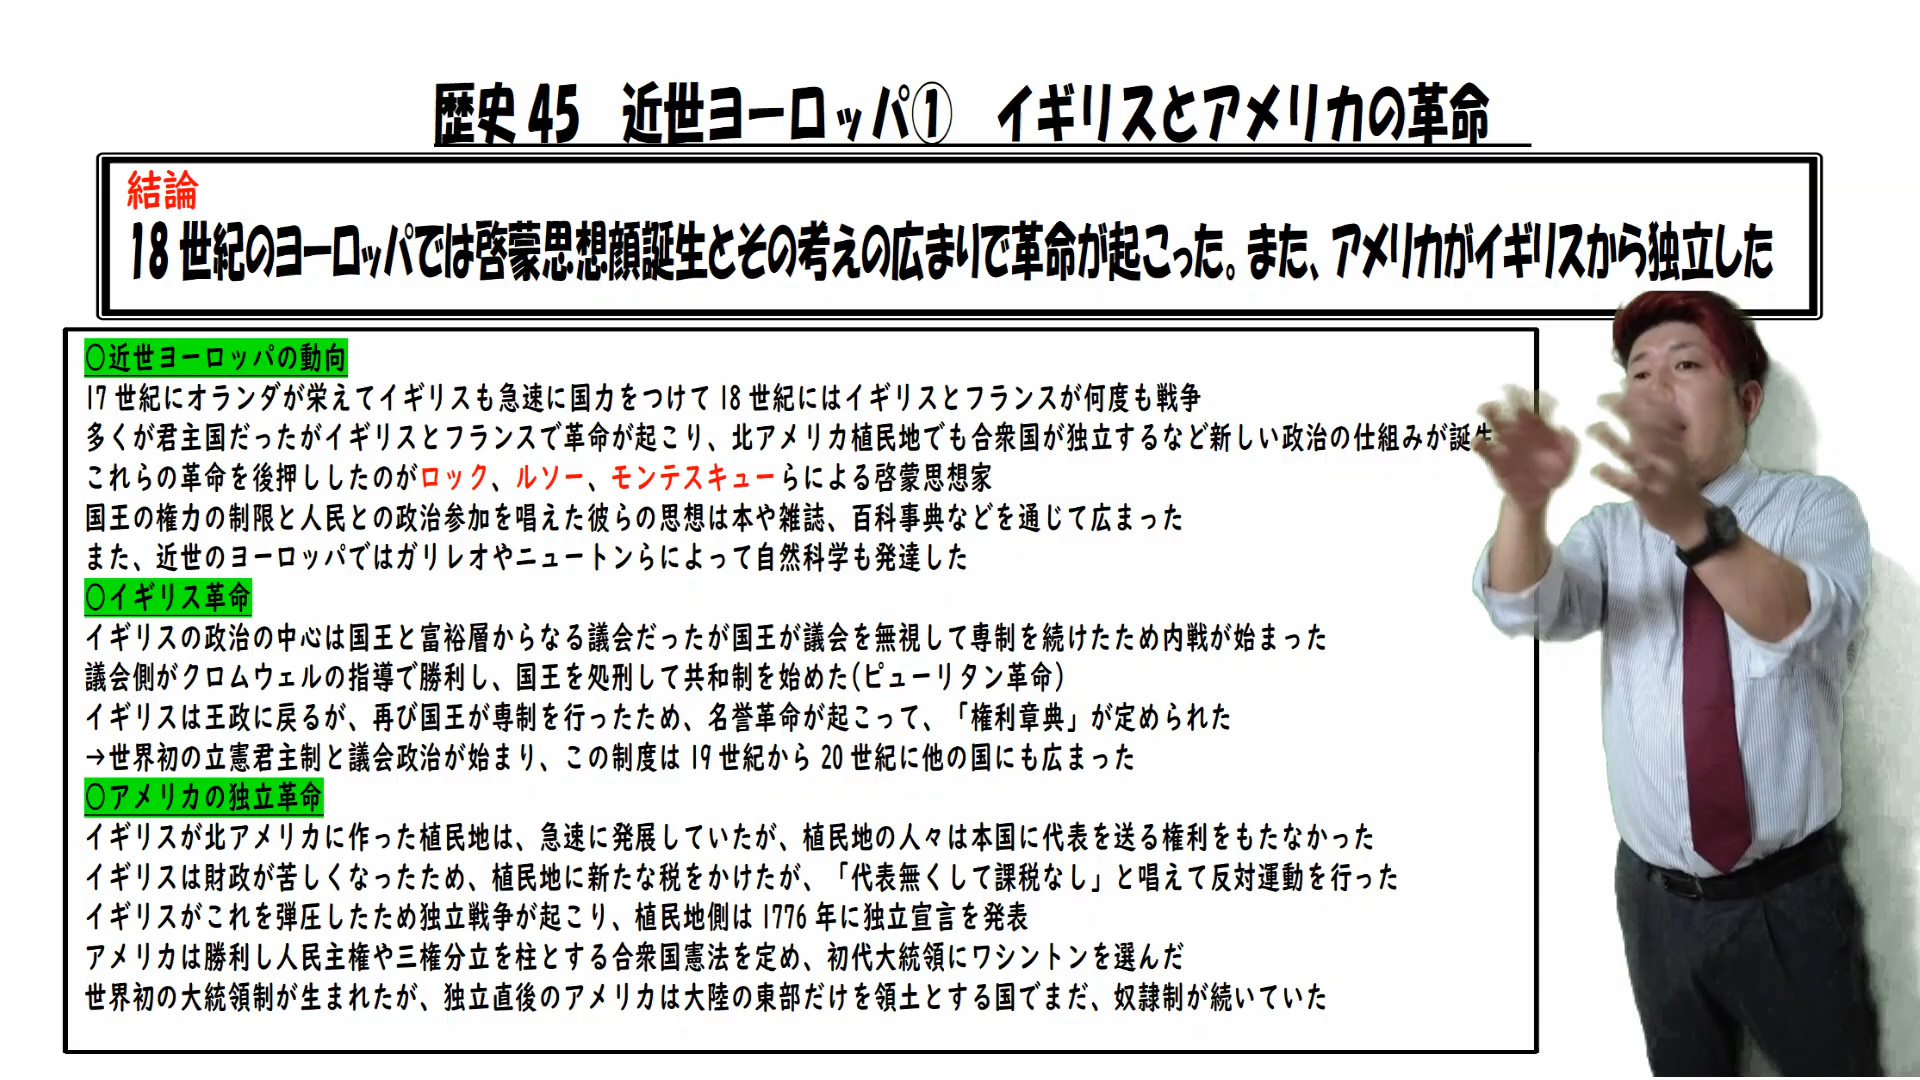 歴史45　近世ヨーロッパ①　イギリスとアメリカの革命
結論
18世紀のヨーロッパでは啓蒙思想顔誕生とその考えの広まりで革命が起こった。また、アメリカがイギリスから独立した
〇近世ヨーロッパの動向
17世紀にオランダが栄えてイギリスも急速に国力をつけて18世紀にはイギリスとフランスが何度も戦争
多くが君主国だったがイギリスとフランスで革命が起こり、北アメリカ植民地でも合衆国が独立するなど新しい政治の仕組みが誕生
これらの革命を後押ししたのがロック、ルソー、モンテスキューらによる啓蒙思想家
国王の権力の制限と人民との政治参加を唱えた彼らの思想は本や雑誌、百科事典などを通じて広まった
また、近世のヨーロッパではガリレオやニュートンらによって自然科学も発達した
〇イギリス革命
イギリスの政治の中心は国王と富裕層からなる議会だったが国王が議会を無視して専制を続けたため内戦が始まった
議会側がクロムウェルの指導で勝利し、国王を処刑して共和制を始めた(ピューリタン革命)
イギリスは王政に戻るが、再び国王が専制を行ったため、名誉革命が起こって、「権利章典」が定められた
→世界初の立憲君主制と議会政治が始まり、この制度は19世紀から20世紀に他の国にも広まった
〇アメリカの独立革命
イギリスが北アメリカに作った植民地は、急速に発展していたが、植民地の人々は本国に代表を送る権利をもたなかった
イギリスは財政が苦しくなったため、植民地に新たな税をかけたが、「代表無くして課税なし」と唱えて反対運動を行った
イギリスがこれを弾圧したため独立戦争が起こり、植民地側は1776年に独立宣言を発表
アメリカは勝利し人民主権や三権分立を柱とする合衆国憲法を定め、初代大統領にワシントンを選んだ
世界初の大統領制が生まれたが、独立直後のアメリカは大陸の東部だけを領土とする国でまだ、奴隷制が続いていた